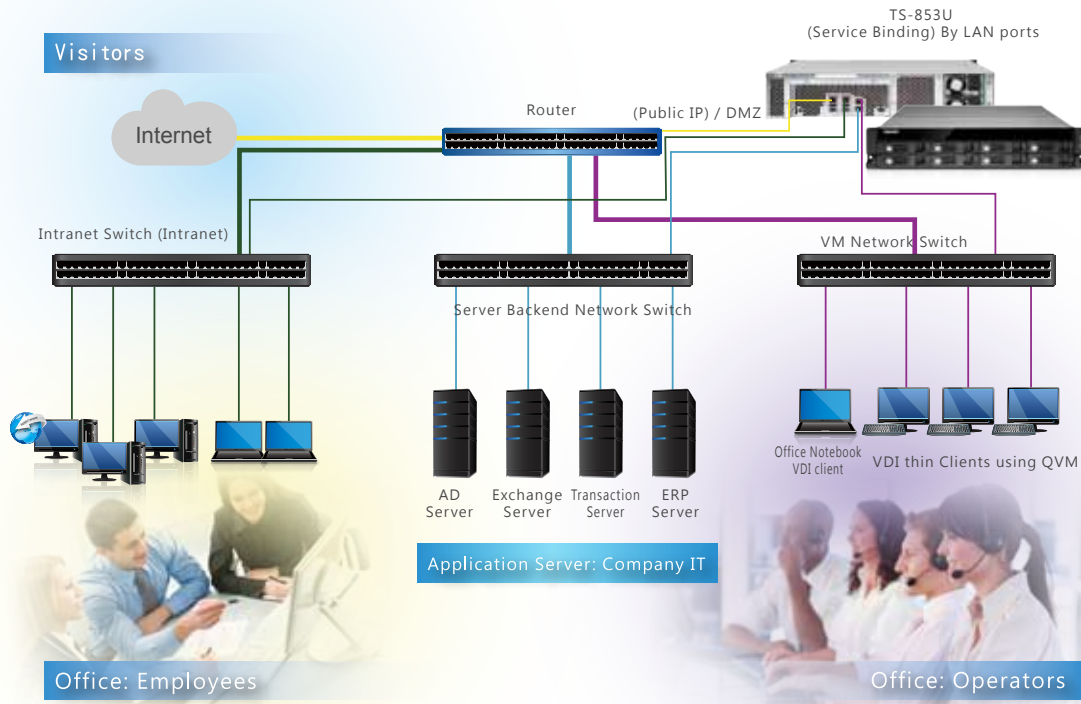 TS-853U
(Service Binding) By LAN ports
Visitors
Internet
Router
(Public IP) / DMZ
Intranet Switch (Intranet)
VM Network Switch
Server Backend Network Switch
Office Notebook
VDI client
VDI thin Clients using QVM
AD
Server
Exchange
Server
Transaction
Server
ERP
Server
Application Server: Company IT
Office: Employees
Office: Operators